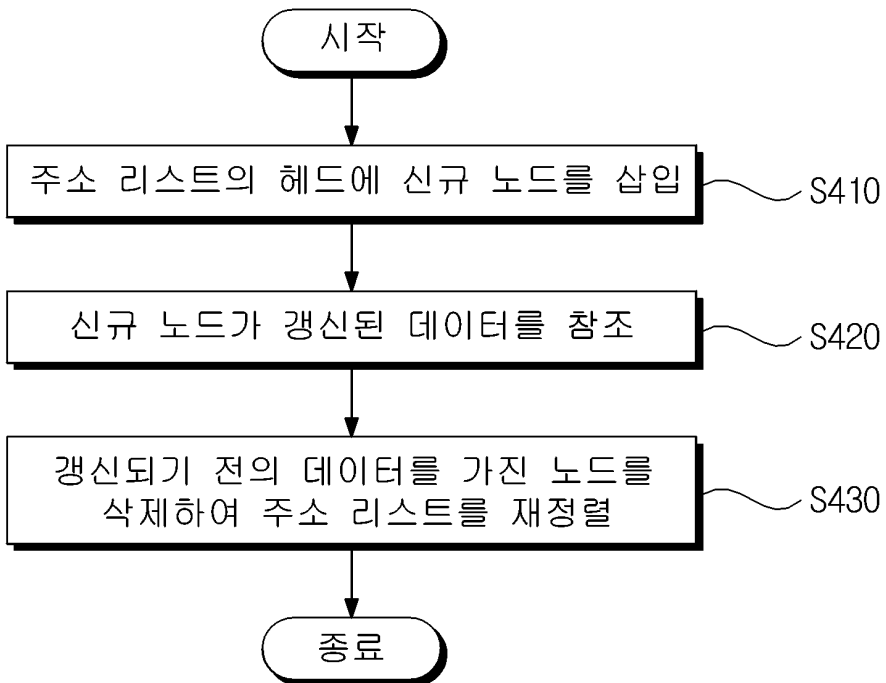 시작
주소 리스트의 헤드에 신규 노드를 삽입
S410
신규 노드가 갱신된 데이터를 참조
S420
갱신되기 전의 데이터를 가진 노드를
삭제하여 주소 리스트를 재정렬
S430
종료